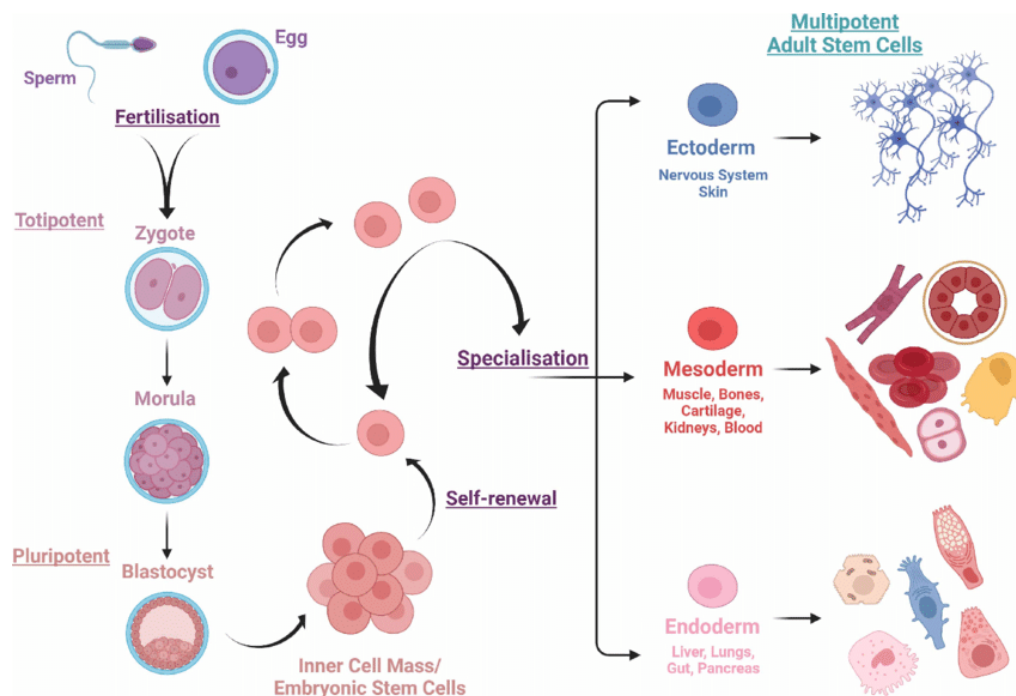 Sperm
Egg
Fertilisation
Totipotent
Zygote
Morula
Pluripotent
Blastocyst
Inner Cell Mass/
Embryonic Stem Cells
Self-renewal
Specialisation
Multipotent
Adult Stem Cells
Ectoderm
Nervous System
Skin
Mesoderm
Muscle, Bones,
Cartilage,
Kidneys, Blood
Endoderm
Liver, Lungs,
Gut, Pancreas